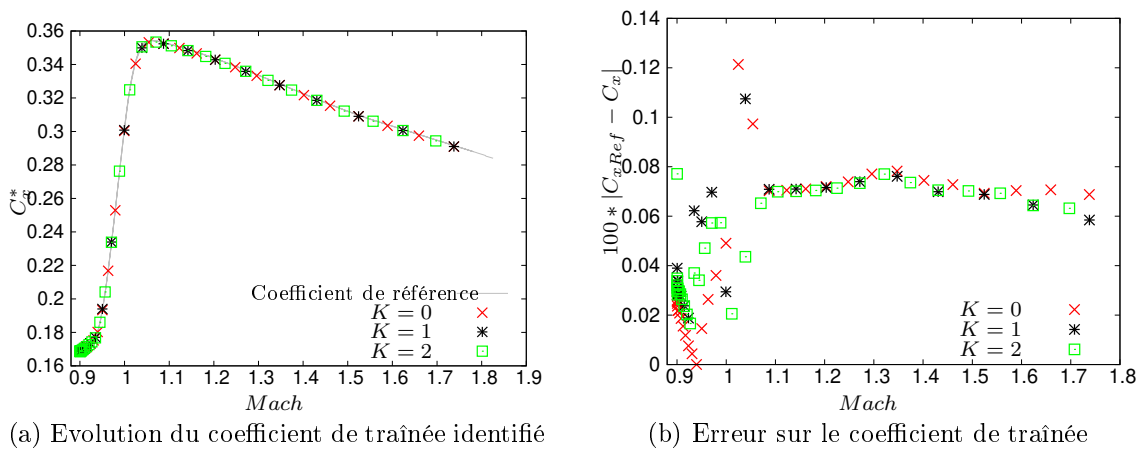 0.36
0.34
0.32
0.3
0.28
0.26
0.24
0.22
0.2
0.18
0.16
C*x
0.9 1 1.1 1.2 1.3 1.4 1.5 1.6 1.7 1.8 1.9
Mach
Coefficient de référence
K = 0
K = 1
K = 2
(a) Evolution du coefficient de traînée identifié
0.14
0.12
0.1
0.08
0.06
0.04
0.02
0
100 * |CxRef − Cx|
0.9 1 1.1 1.2 1.3 1.4 1.5 1.6 1.7 1.8
Mach
K = 0
K = 1
K = 2
(b) Erreur sur le coefficient de traînée